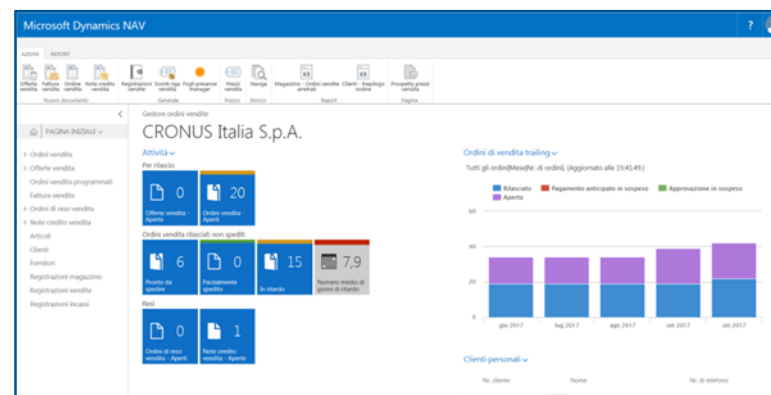 Microsoft Dynamics NAV
?
AZIONI REPORT
Offerte vendita
Fattura vendita
Ordine vendita
Note credito vendita
Registrazioni vendite
Sconti riga vendita
Fogli presenze manager
Prezzi vendita
Naviga
Magazzino - Ordini vendita arretrati
Clienti - Riepilogo ordine
Prospetto prezzi vendita
Nuovo documento
Generale
Prezzi
Storico
Report
Pagina
PAGINA INIZIALE
Ordini vendita
Offerte vendita
Ordini vendita programmati
Fatture vendite
Ordini di reso vendita
Note credito vendita
Articoli
Clienti
Fornitori
Registrazioni magazzino
Registrazioni vendite
Registrazioni incassi
Gestore ordini vendite
CRONUS Italia S.p.A.
Attività
Per rilascio
0
Offerte vendita -
Aperte
20
Ordini vendita -
Aperti
Ordini vendita rilasciati non spediti
6
Pronto da
spedire
0
Parzialmente
spedito
15
In ritardo
7,9
Numero medio di
giorni di ritardo
Resi
0
Ordini di reso
vendita - Aperti
1
Note credito
vendita - Aperte
Ordini di vendita trailing
Tutti gli ordini|Mese|Nr. di ordini|. (Aggiornato alle 15:41:49.)
Rilasciato Pagamento anticipato in sospeso Approvazione in sospeso
Aperto
60
40
20
0
giu 2017 lug 2017 ago 2017 set 2017 ott 2017
Clienti personali
Nr. cliente Nome Nr. di telefono